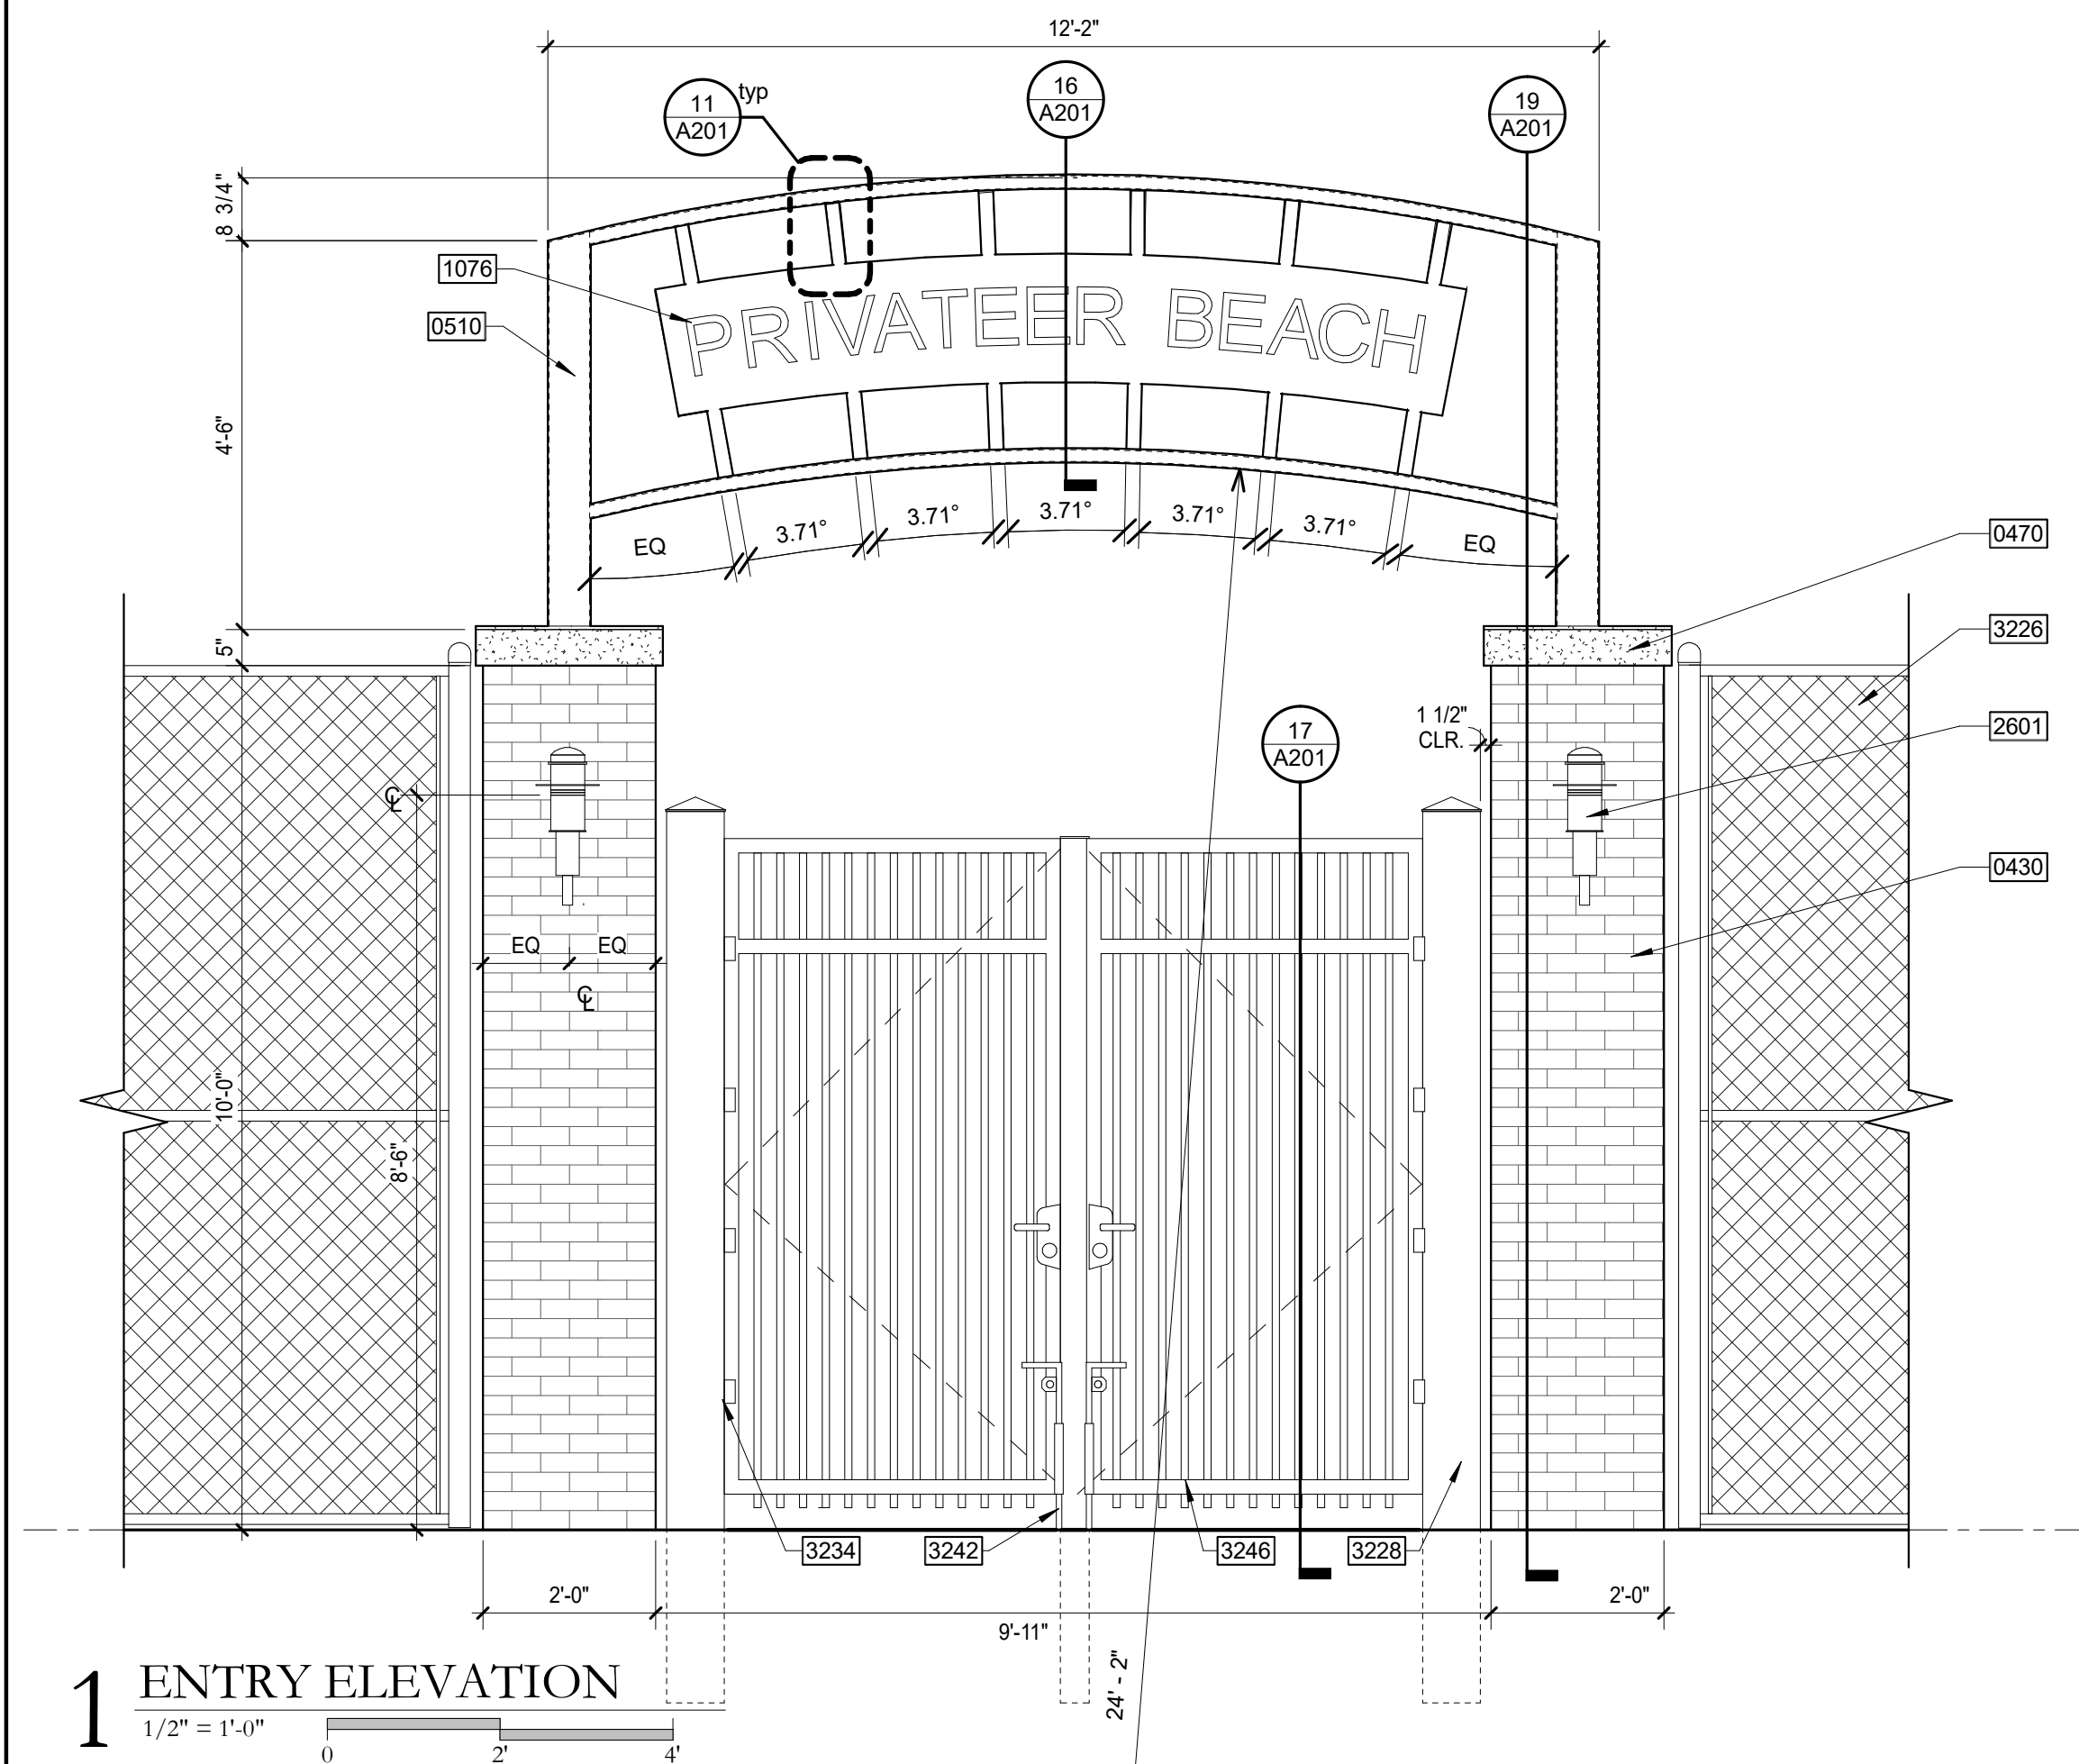 12'-2"
11
A201
typ
16
A201
19
A201
8 3/4"
1076
0510
PRIVATEER BEACH
4'-6"
EQ
3.71°
3.71°
3.71°
3.71°
3.71°
EQ
0470
5"
3226
1 1/2"
CLR.
17
A201
2601
℄
0430
EQ
EQ
℄
10'-0"
8'-6"
3234
3242
3246
3228
2'-0"
9'-11"
2'-0"
24' - 2"
1 ENTRY ELEVATION
1/2" = 1'-0"
0 2' 4'